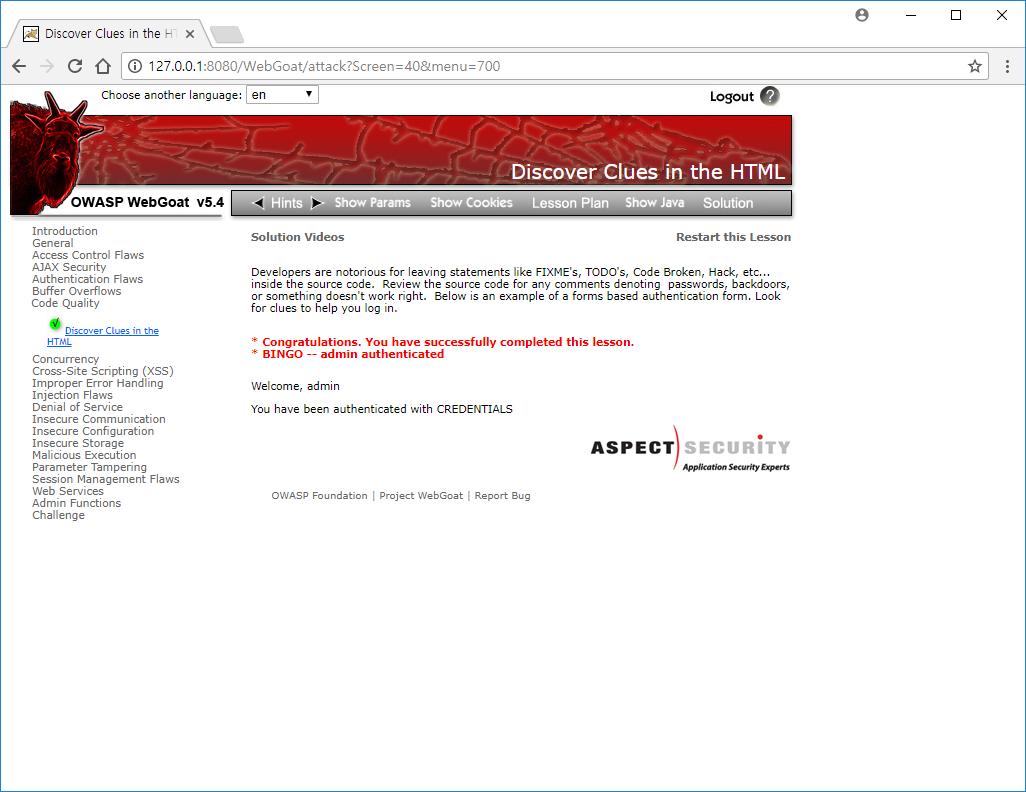 Discover Clues in the HT
127.0.0.1:8080/WebGoat/attack?Screen=40&menu=700
Choose another language: en
Logout ?
Discover Clues in the HTML
OWASP WebGoat v5.4
Hints Show Params Show Cookies Lesson Plan Show Java Solution
Introduction
General
Access Control Flaws
AJAX Security
Authentication Flaws
Buffer Overflows
Code Quality
Discover Clues in the
HTML
Concurrency
Cross-Site Scripting (XSS)
Improper Error Handling
Injection Flaws
Denial of Service
Insecure Communication
Insecure Configuration
Insecure Storage
Malicious Execution
Parameter Tampering
Session Management Flaws
Web Services
Admin Functions
Challenge
Solution Videos Restart this Lesson
Developers are notorious for leaving statements like FIXME's, TODO's, Code Broken, Hack, etc...
inside the source code. Review the source code for any comments denoting passwords, backdoors,
or something doesn't work right. Below is an example of a forms based authentication form. Look
for clues to help you log in.
* Congratulations. You have successfully completed this lesson.
* BINGO -- admin authenticated
Welcome, admin
You have been authenticated with CREDENTIALS
ASPECT SECURITY
Application Security Experts
OWASP Foundation | Project WebGoat | Report Bug